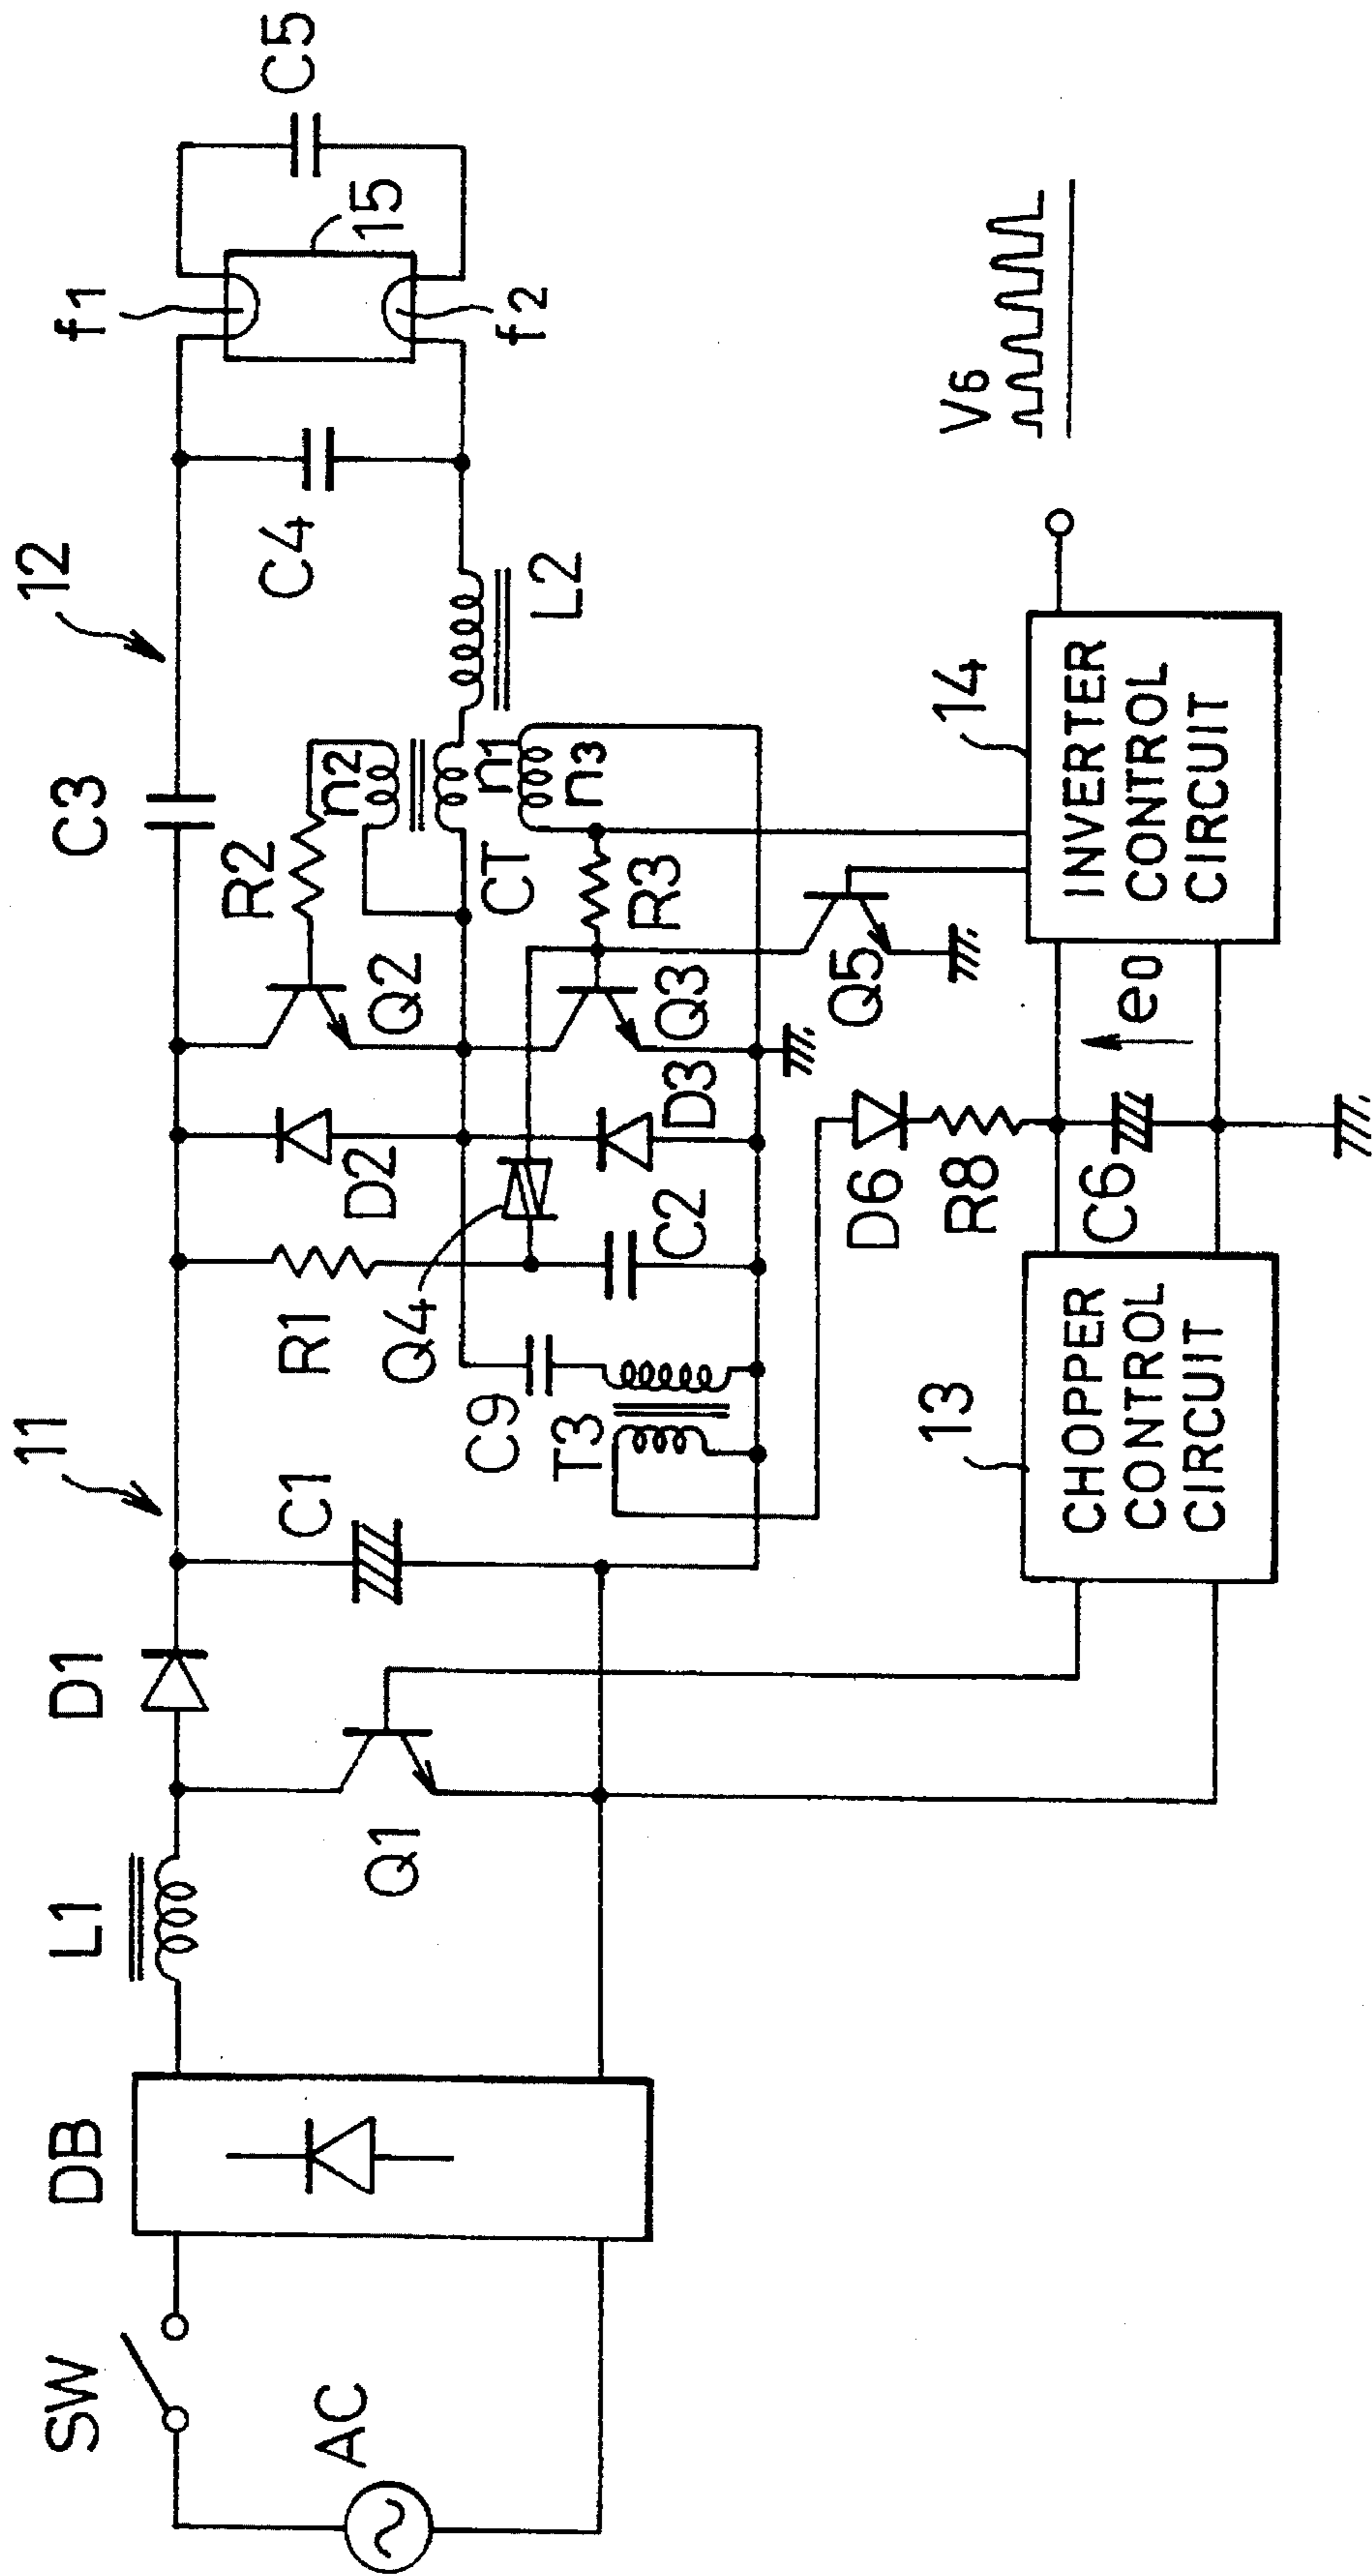 SW
AC
DB
L1
Q1
D1
11
C1
C9
T3
R1
Q4
C2
D2
D3
Q2
Q3
R2
R3
C3
n2
n1
n3
CT
L2
12
C4
f1
f2
15
C5
Q5
D6
R8
C6
e0
13
CHOPPER
CONTROL
CIRCUIT
14
INVERTER
CONTROL
CIRCUIT
V6